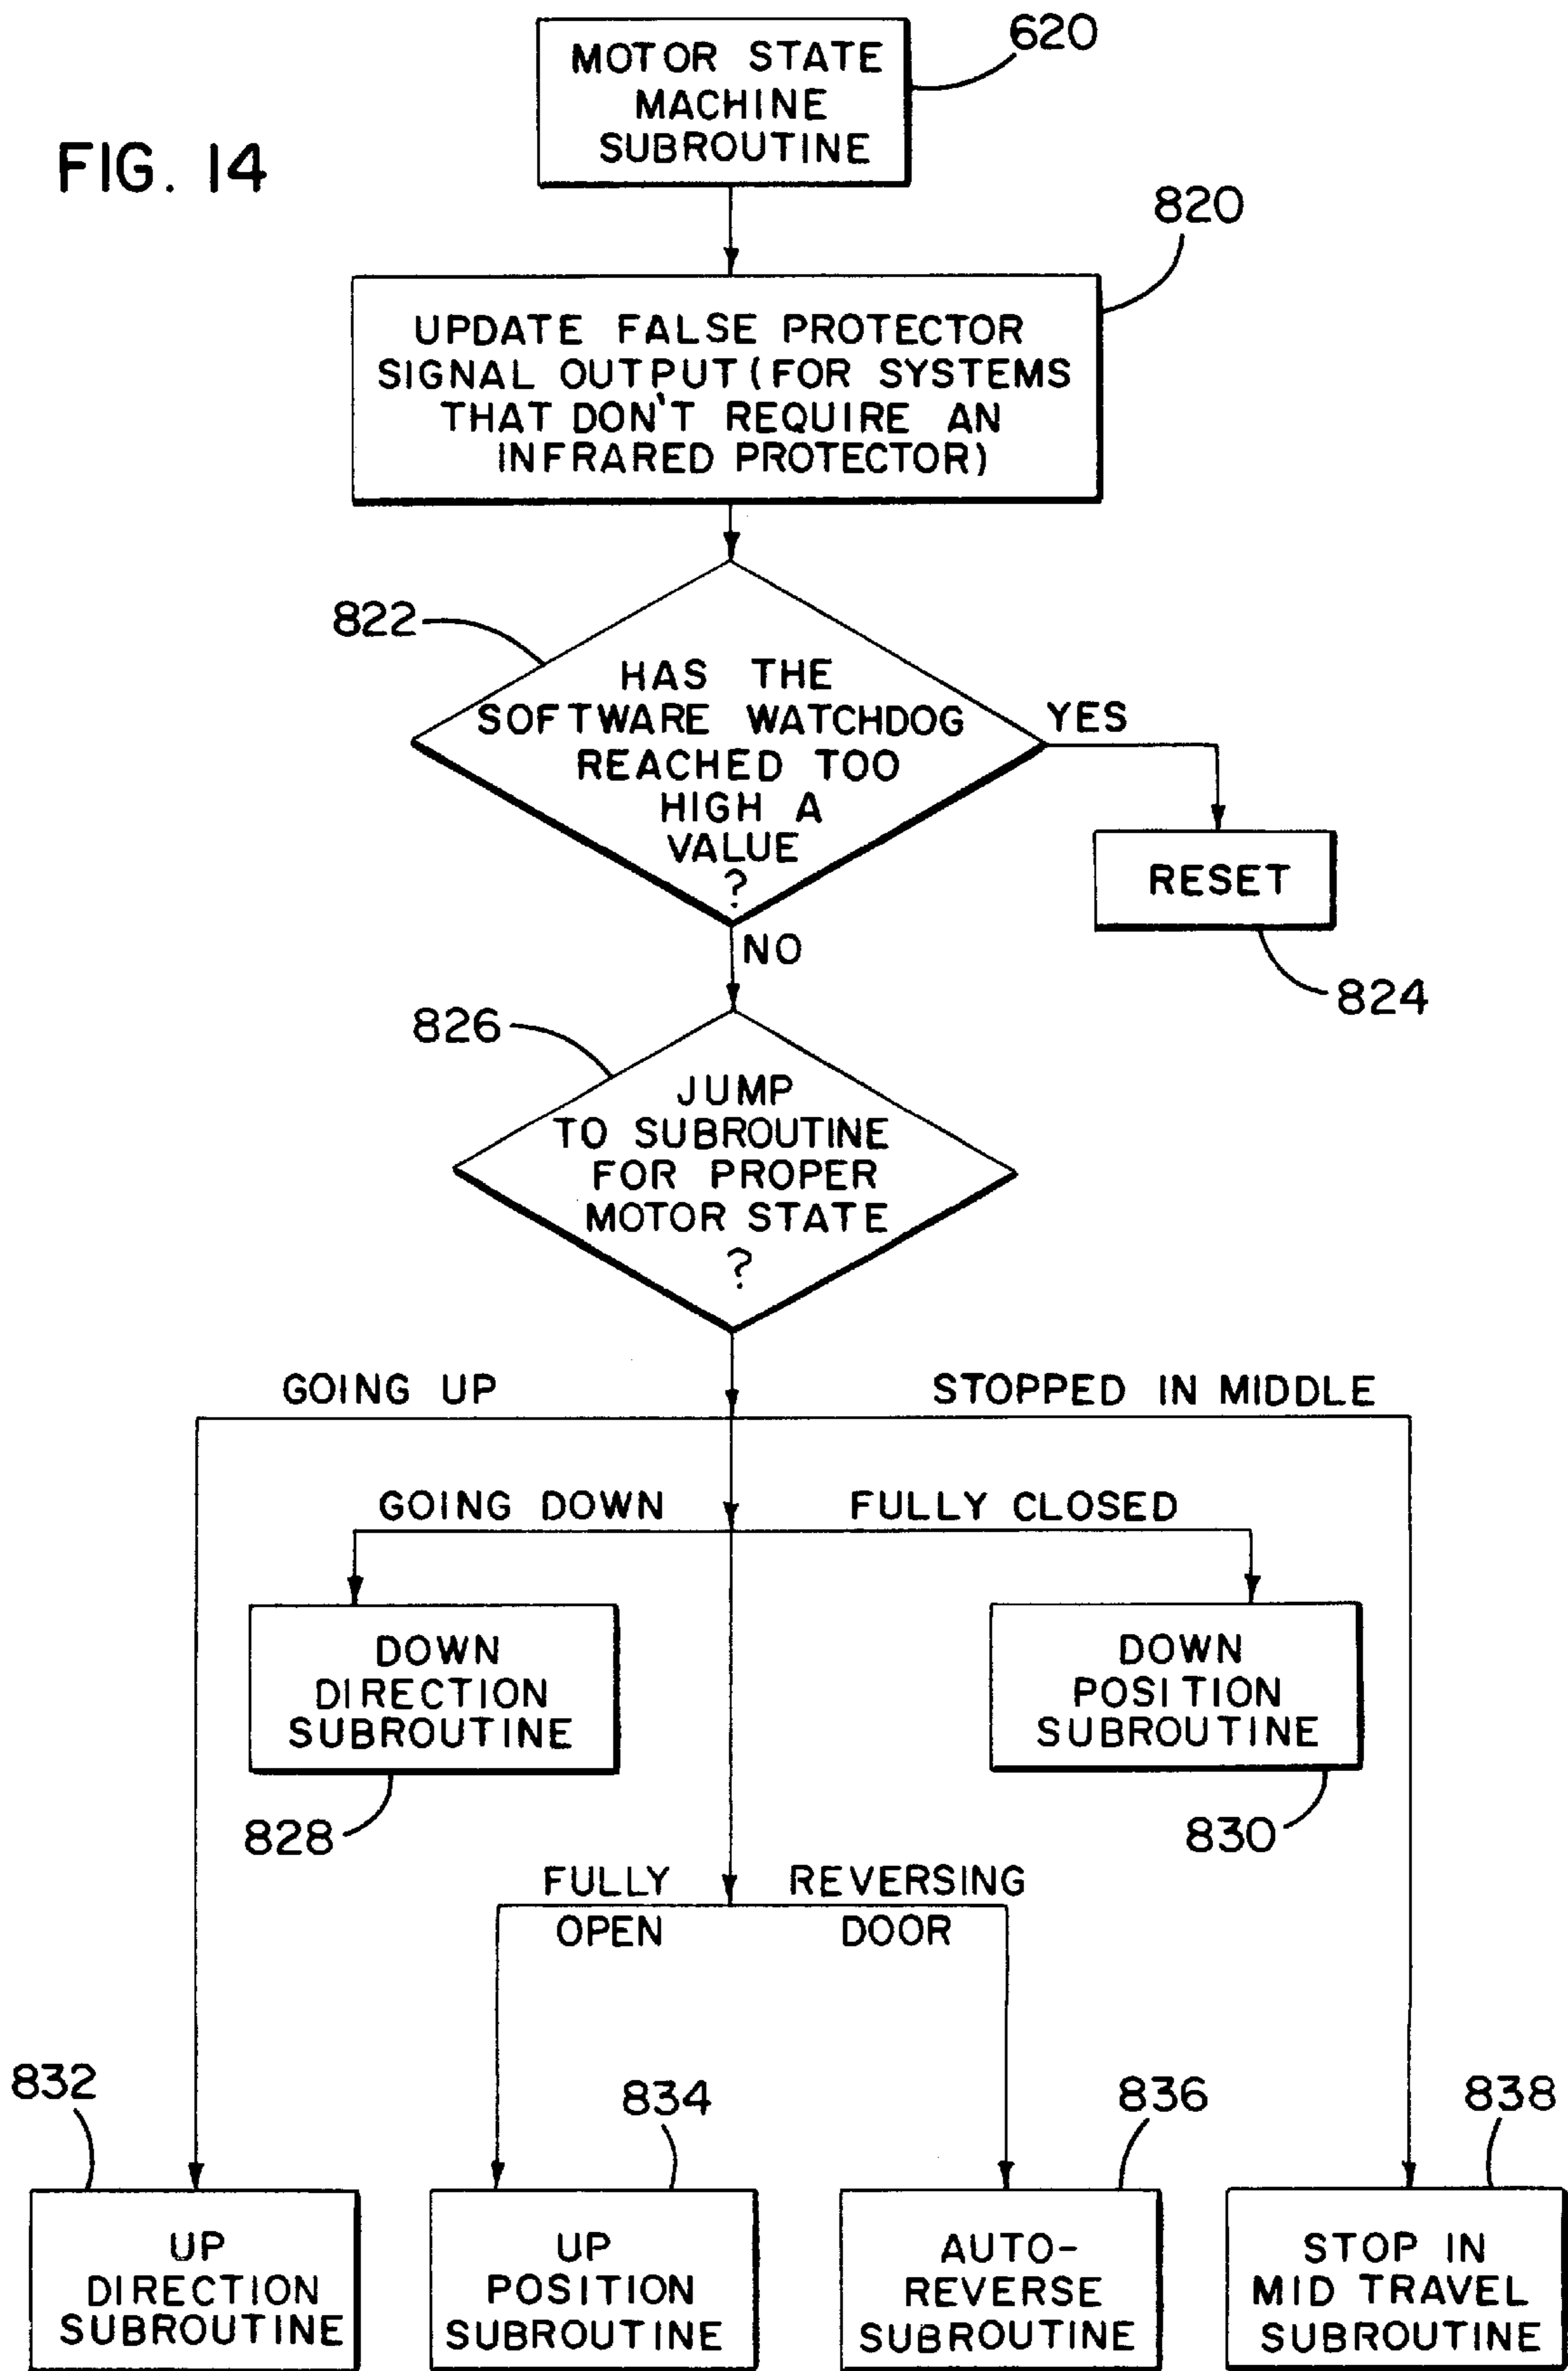 FIG. 14
MOTOR STATE
MACHINE
SUBROUTINE
620
820
UPDATE FALSE PROTECTOR
SIGNAL OUTPUT (FOR SYSTEMS
THAT DON'T REQUIRE AN
INFRARED PROTECTOR)
822
HAS THE
SOFTWARE WATCHDOG
REACHED TOO
HIGH A
VALUE
?
YES
RESET
824
NO
826
JUMP
TO SUBROUTINE
FOR PROPER
MOTOR STATE
?
GOING UP
STOPPED IN MIDDLE
GOING DOWN
FULLY CLOSED
DOWN
DIRECTION
SUBROUTINE
828
DOWN
POSITION
SUBROUTINE
830
FULLY
OPEN
REVERSING
DOOR
832
UP
DIRECTION
SUBROUTINE
834
UP
POSITION
SUBROUTINE
836
AUTO-
REVERSE
SUBROUTINE
838
STOP IN
MID TRAVEL
SUBROUTINE